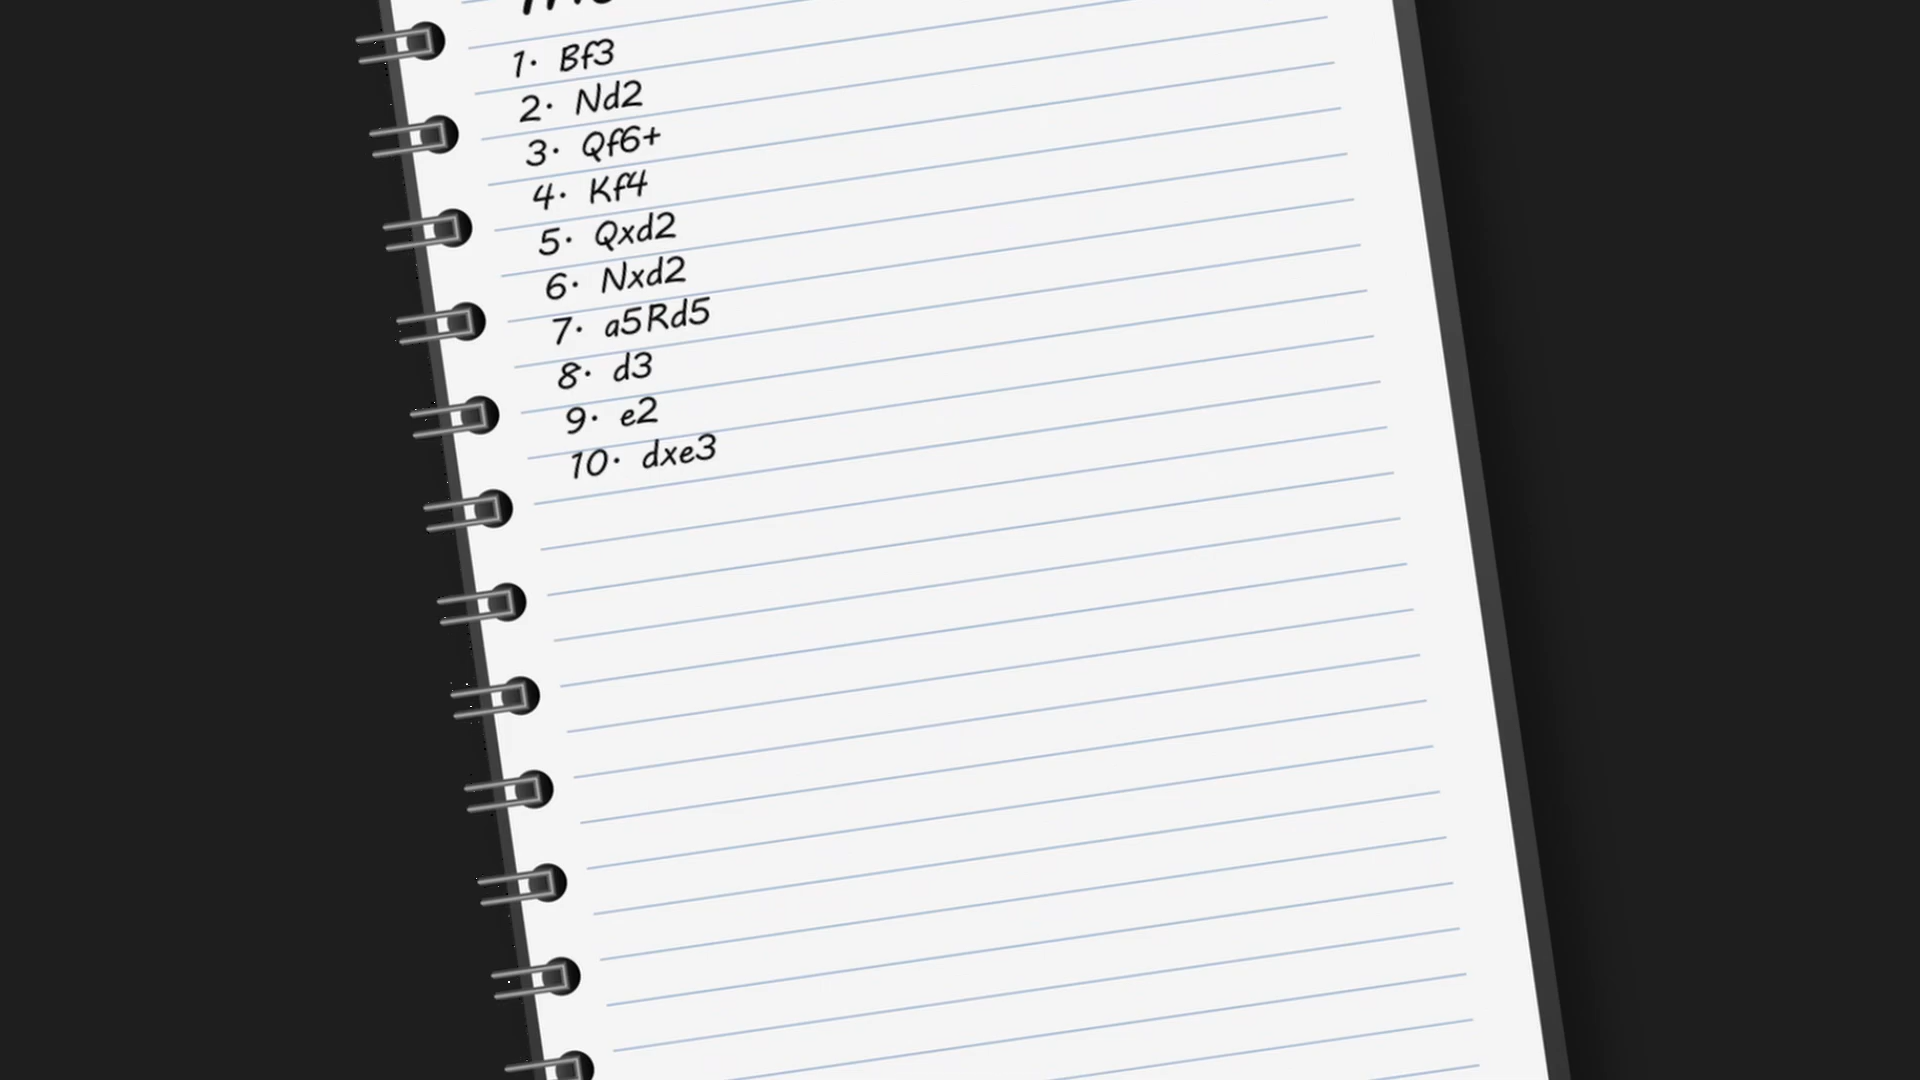 1. Bf3
2. Nd2
3. Qf6+
4. Kf4
5. Qxd2
6. Nxd2
7. a5Rd5
8. d3
9. e2
10. dxe3